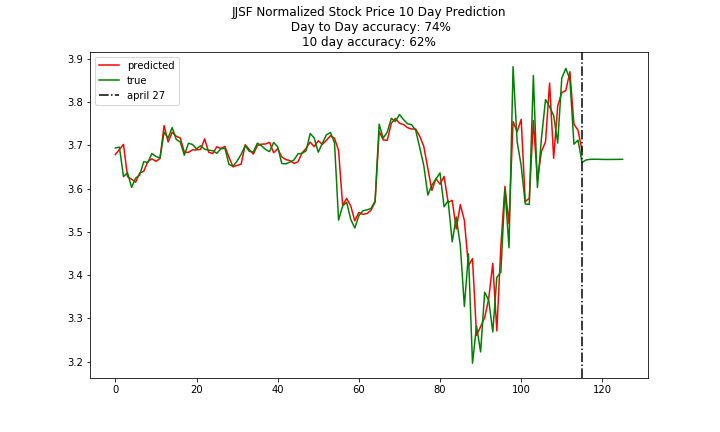 JJSF Normalized Stock Price 10 Day Prediction
Day to Day accuracy: 74%
10 day accuracy: 62%
predicted
true
april 27
3.9
3.8
3.7
3.6
3.5
3.4
3.3
3.2
0 20 40 60 80 100 120